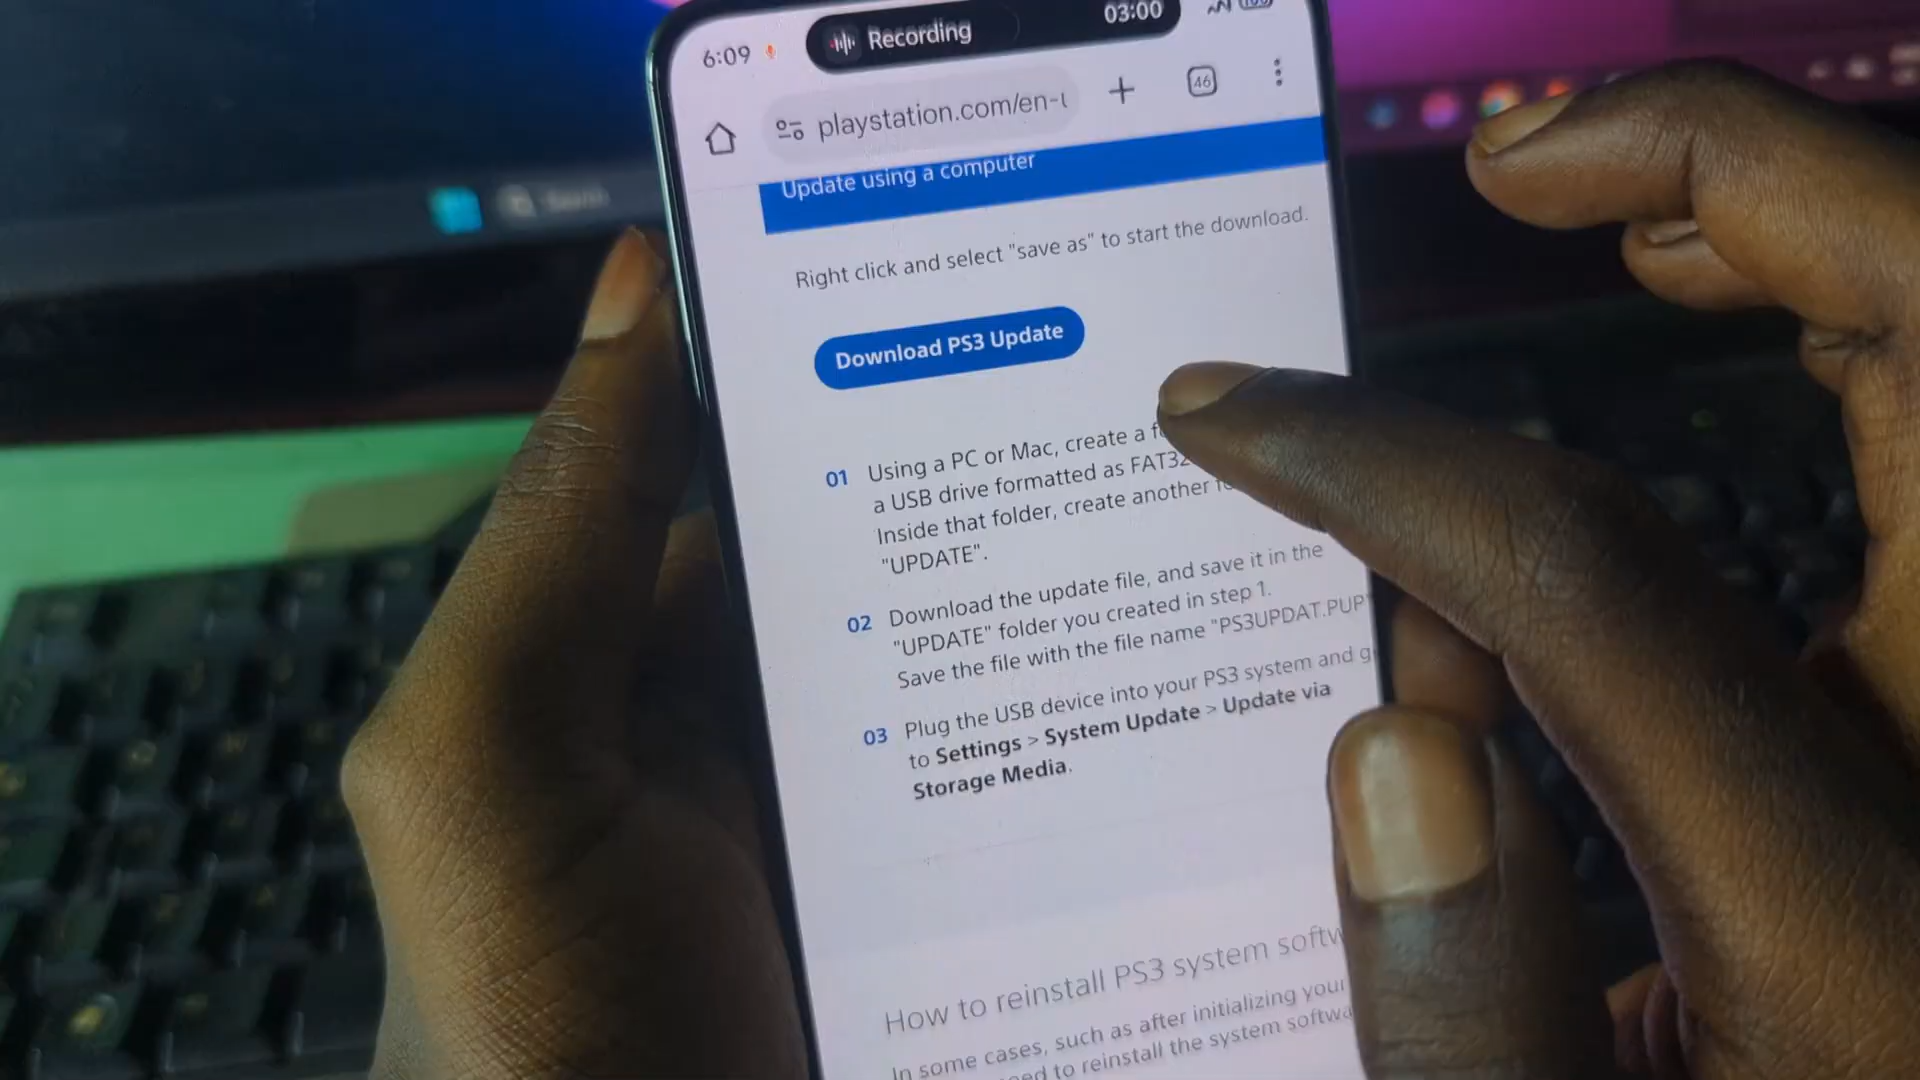 6:09
Recording
03:00
playstation.com/en-
46
Update using a computer
Right click and select "save as" to start the download.
Download PS3 Update
01 Using a PC or Mac, create a
a USB drive formatted as FAT32
Inside that folder, create another
"UPDATE".
02 Download the update file, and save it in the
"UPDATE" folder you created in step 1.
Save the file with the file name "PS3UPDAT.PUP
03 Plug the USB device into your PS3 system and
to Settings > System Update > Update via
Storage Media.
How to reinstall PS3 system
In some cases, such as after initializing your
to reinstall the system